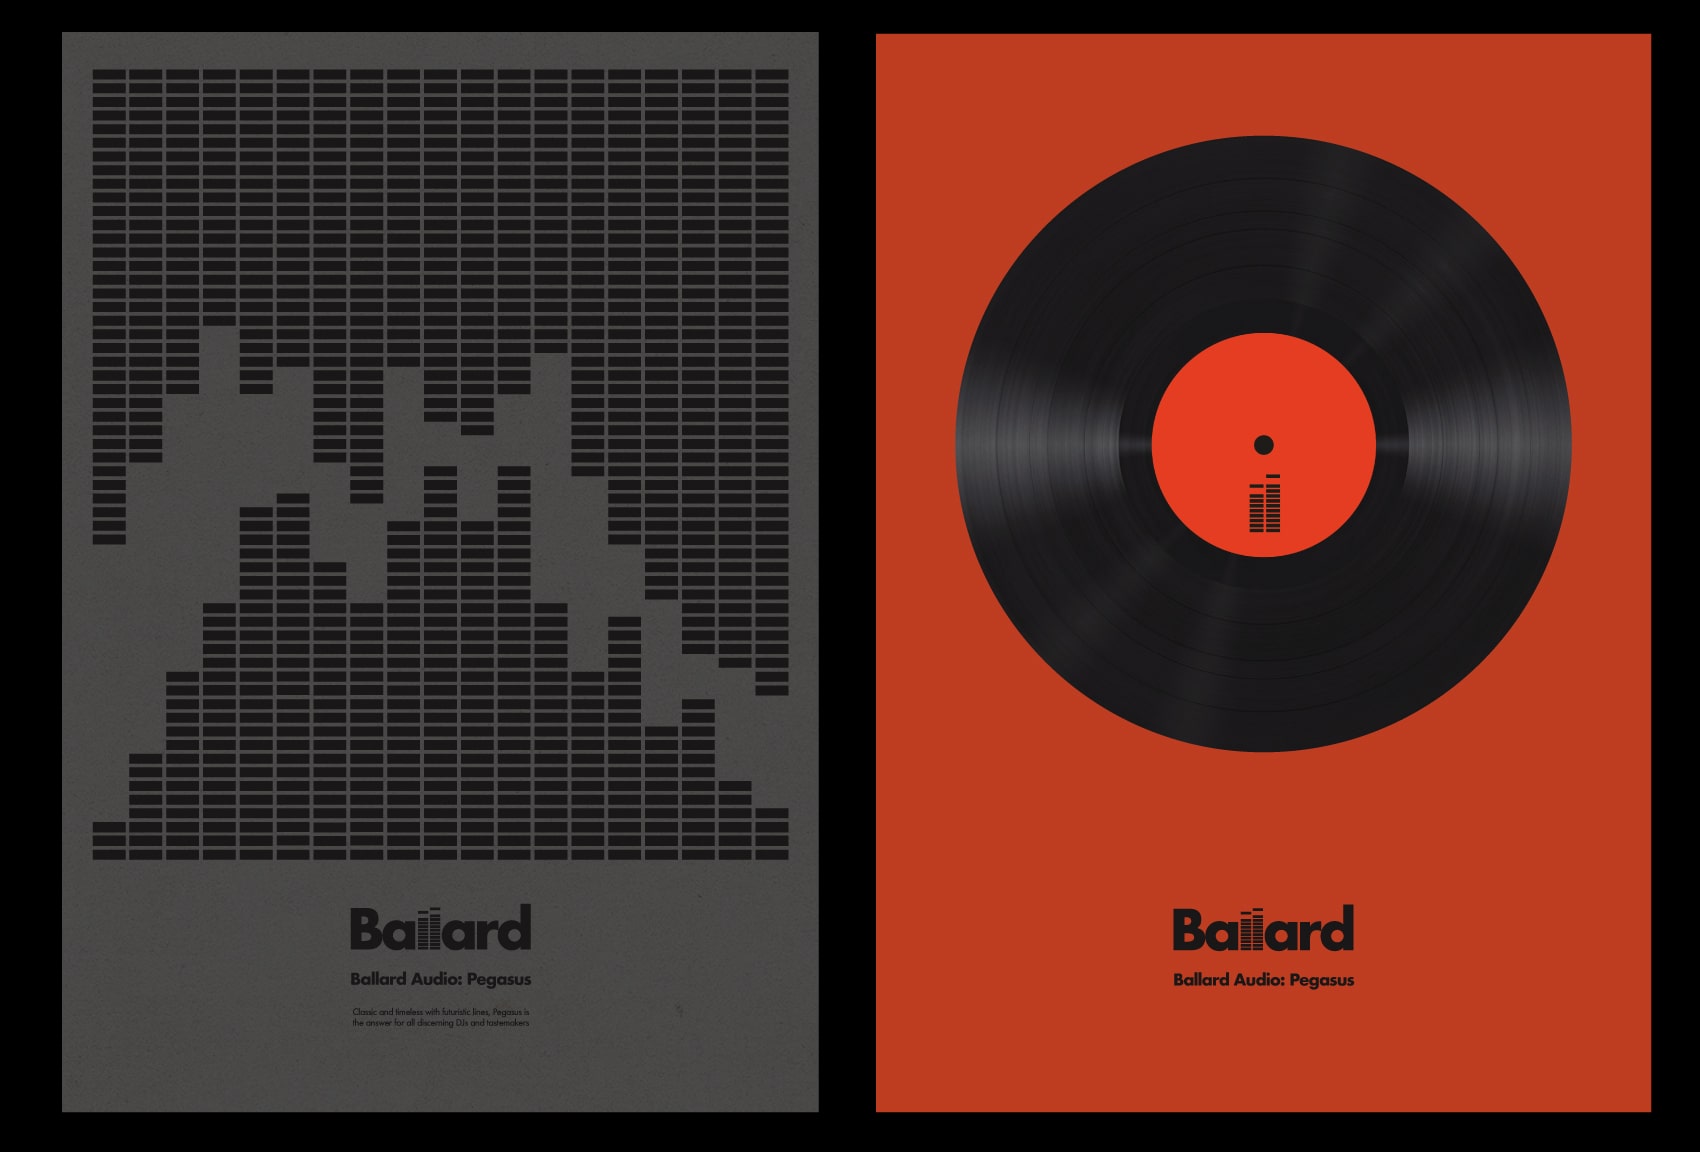 Ballard
Ballard Audio: Pegasus
Classic and timeless with futuristic lines, Pegasus is
the answer for all discerning DJs and tastemakers
Ballard
Ballard Audio: Pegasus